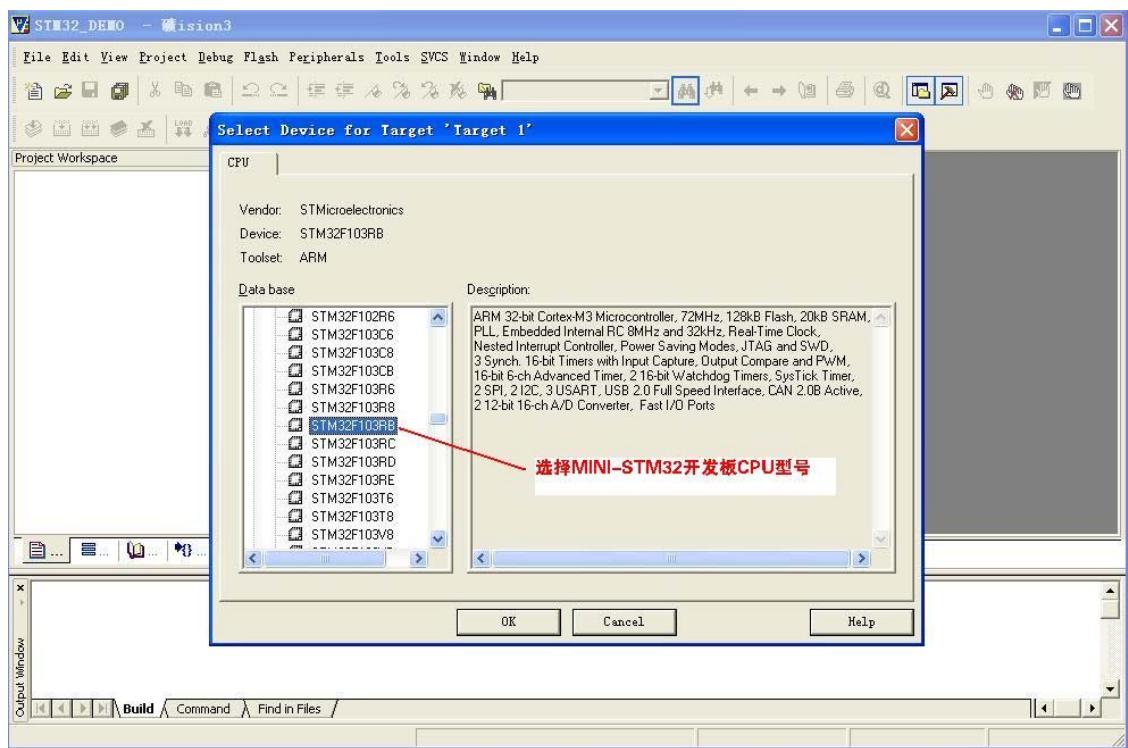 STM32_DEMO - 礦ision3
File Edit View Project Debug Flash Peripherals Tools SVCS Window Help
Select Device for Target 'Target 1'
Project Workspace
CPU
Vendor: STMicroelectronics
Device: STM32F103RB
Toolset: ARM
Data base
Description:
STM32F102R6
STM32F103C6
STM32F103C8
STM32F103CB
STM32F103R6
STM32F103R8
STM32F103RB
STM32F103RC
STM32F103RD
STM32F103RE
STM32F103T6
STM32F103T8
STM32F103V8
ARM 32-bit Cortex-M3 Microcontroller, 72MHz, 128kB Flash, 20kB SRAM,
PLL, Embedded Internal RC 8MHz and 32kHz, Real-Time Clock,
Nested Interrupt Controller, Power Saving Modes, JTAG and SWD,
3 Synch. 16-bit Timers with Input Capture, Output Compare and PWM,
16-bit 6-ch Advanced Timer, 2 16-bit Watchdog Timers, SysTick Timer,
2 SPI, 2 I2C, 3 USART, USB 2.0 Full Speed Interface, CAN 2.0B Active,
2 12-bit 16-ch A/D Converter, Fast I/O Ports
选择MINI-STM32开发板CPU型号
OK Cancel Help
Output Window
Build Command Find in Files